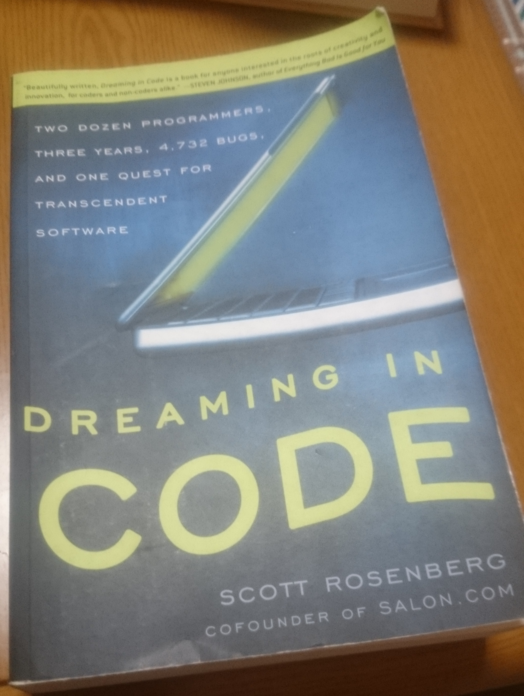 "Beautifully written, Dreaming in Code is a book for anyone interested in the roots of creativity and
innovation, for coders and non-coders alike." —STEVEN JOHNSON, author of Everything Bad Is Good for You
TWO DOZEN PROGRAMMERS,
THREE YEARS, 4,732 BUGS,
AND ONE QUEST FOR
TRANSCENDENT
SOFTWARE
DREAMING IN
CODE
SCOTT ROSENBERG
COFOUNDER OF SALON.COM